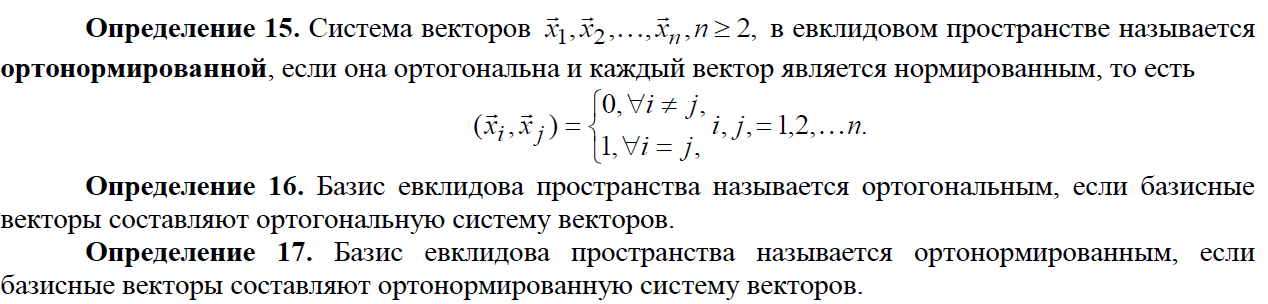 Определение 15. Система векторов x⃗₁, x⃗₂,…, x⃗ₙ, n ≥ 2, в евклидовом пространстве называется
ортонормированной, если она ортогональна и каждый вектор является нормированным, то есть
(x⃗ᵢ, x⃗ⱼ) = {0, ∀i ≠ j, 1, ∀i = j, i, j, = 1,2,…n.
Определение 16. Базис евклидова пространства называется ортогональным, если базисные
векторы составляют ортогональную систему векторов.
Определение 17. Базис евклидова пространства называется ортонормированным, если
базисные векторы составляют ортонормированную систему векторов.